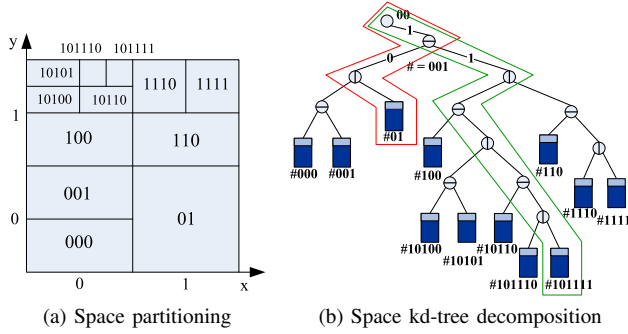 y
101110 101111
10101
1110 1111
10100 10110
1
100 110
001
0
01
000
0 1 x
(a) Space partitioning
00
1
0 # = 001 1
#01
#000 #001 #100 #110
#1110 #1111
#10100 #10110
#10101
#101110 #101111
(b) Space kd-tree decomposition